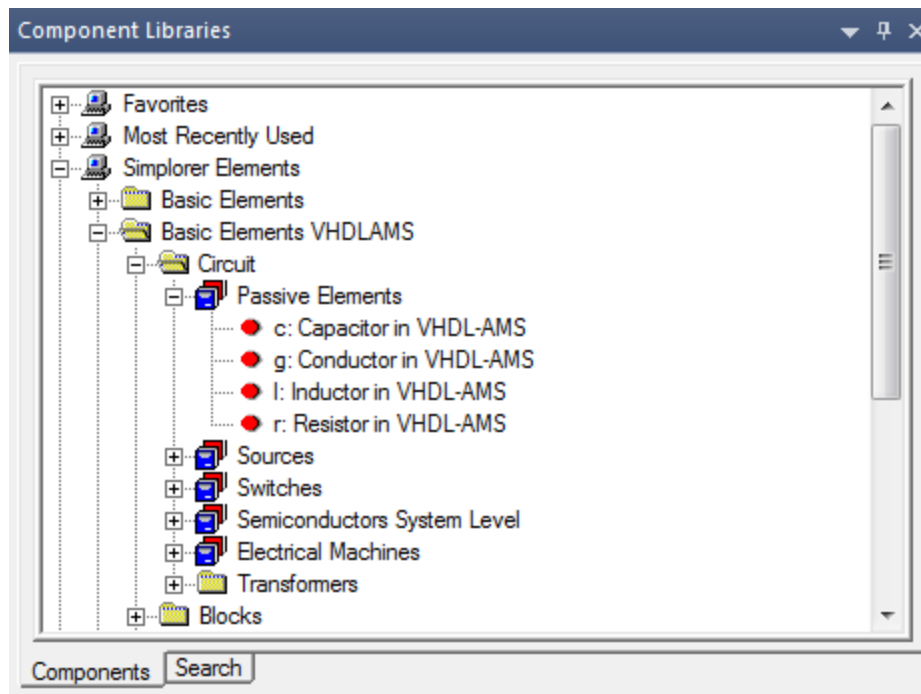 Component Libraries
Favorites
Most Recently Used
Simplorer Elements
Basic Elements
Basic Elements VHDLAMS
Circuit
Passive Elements
c: Capacitor in VHDL-AMS
g: Conductor in VHDL-AMS
l: Inductor in VHDL-AMS
r: Resistor in VHDL-AMS
Sources
Switches
Semiconductors System Level
Electrical Machines
Transformers
Blocks
Components Search